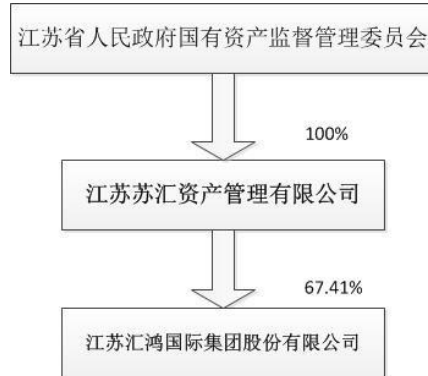 江苏省人民政府国有资产监督管理委员会
100%
江苏苏汇资产管理有限公司
67.41%
江苏汇鸿国际集团股份有限公司